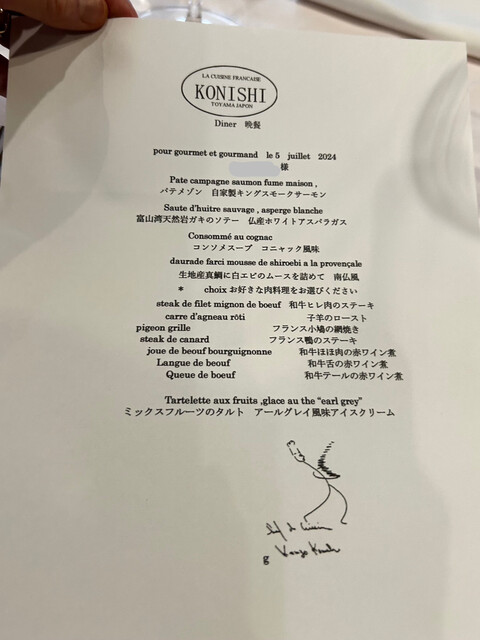 LA CUISINE FRANCAISE
KONISHI
TOYAMA JAPON
Diner 晩餐
pour gourmet et gourmand le 5 juillet 2024
様
Pate campagne saumon fume maison ,
パテメゾン 自家製キングスモークサーモン
Saute d'huitre sauvage , asperge blanche
富山湾天然岩ガキのソテー 仏産ホワイトアスパラガス
Consommé au cognac
コンソメスープ コニャック風味
daurade farci mousse de shiroebi a la provençale
生地産真鯛に白エビのムースを詰めて 南仏風
* choix お好きな肉料理をお選びください
steak de filet mignon de boeuf 和牛ヒレ肉のステーキ
carre d'agneau rôti 子羊のロースト
pigeon grille フランス小鳩の網焼き
steak de canard フランス鴨のステーキ
joue de beouf bourguignonne 和牛ほほ肉の赤ワイン煮
Langue de beouf 和牛舌の赤ワイン煮
Queue de boeuf 和牛テールの赤ワイン煮
Tartelette aux fruits ,glace au the "earl grey"
ミックスフルーツのタルト アールグレイ風味アイスクリーム
g